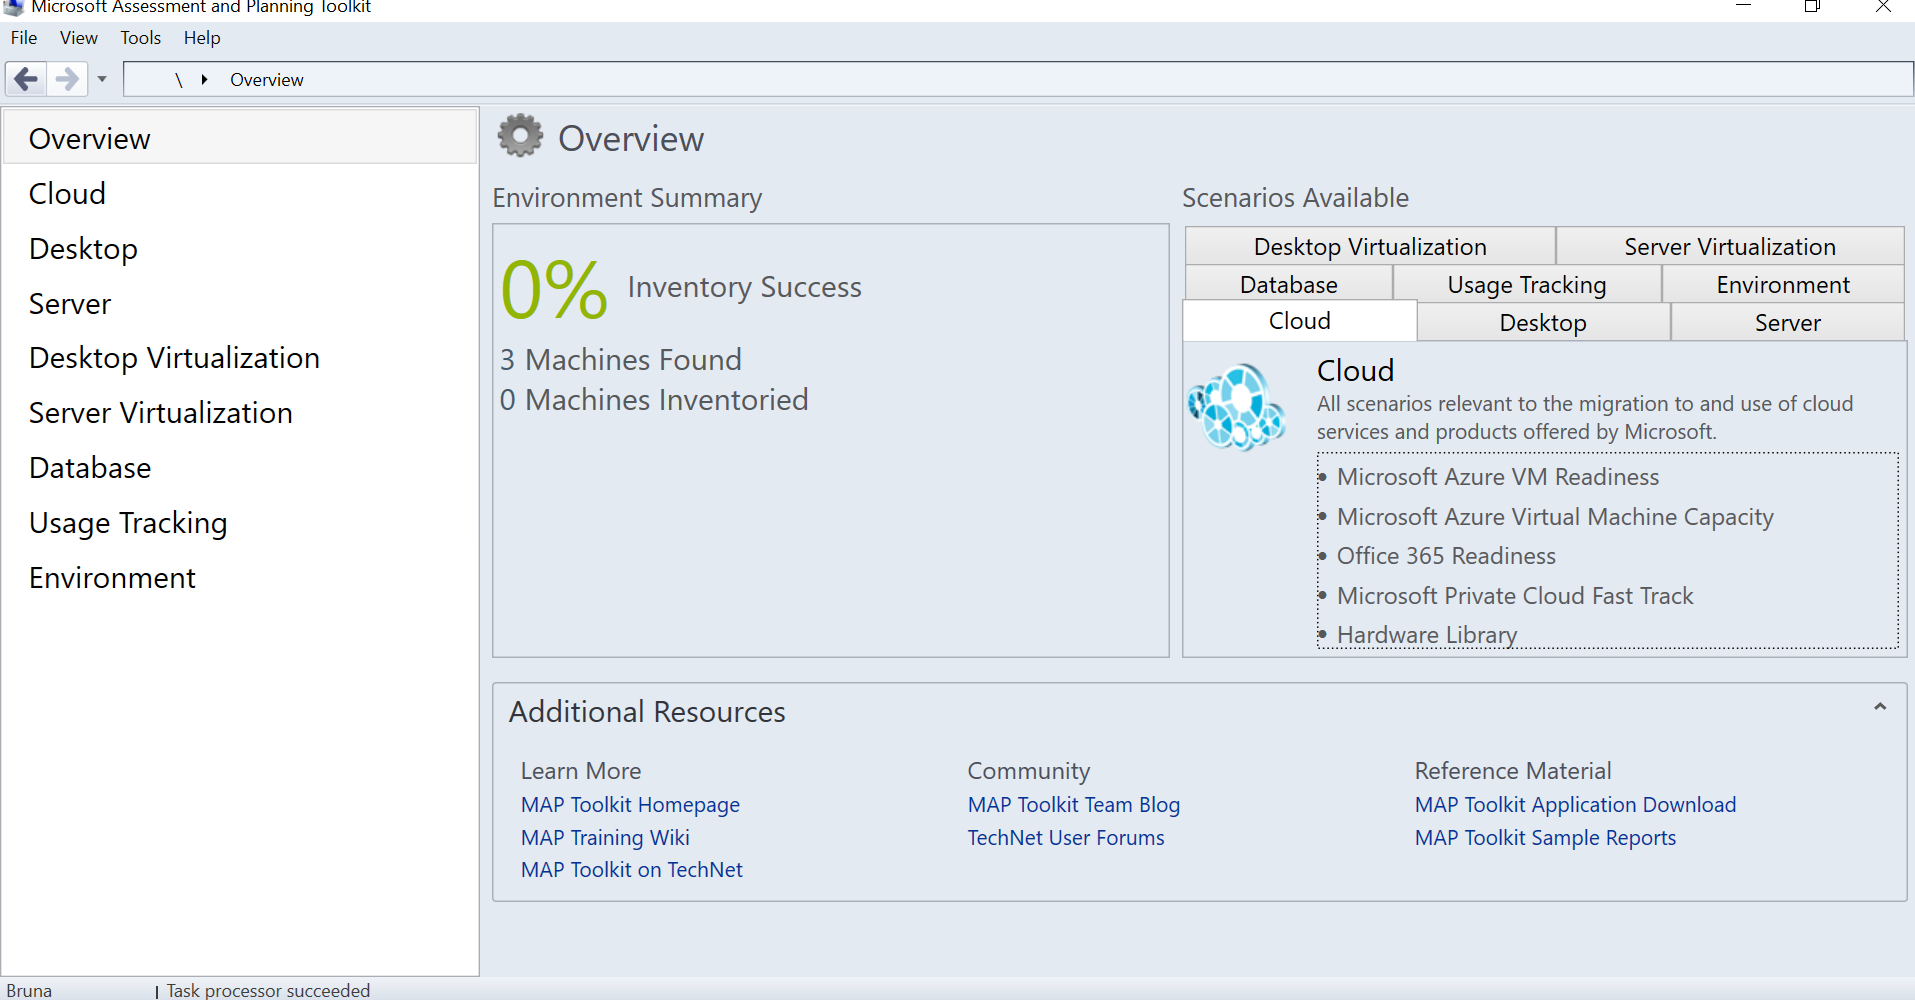 Microsoft Assessment and Planning Toolkit
File View Tools Help
\ Overview
Overview
Cloud
Desktop
Server
Desktop Virtualization
Server Virtualization
Database
Usage Tracking
Environment
Overview
Environment Summary
0% Inventory Success
3 Machines Found
0 Machines Inventoried
Scenarios Available
Desktop Virtualization Server Virtualization
Database Usage Tracking Environment
Cloud Desktop Server
Cloud
All scenarios relevant to the migration to and use of cloud
services and products offered by Microsoft.
• Microsoft Azure VM Readiness
• Microsoft Azure Virtual Machine Capacity
• Office 365 Readiness
• Microsoft Private Cloud Fast Track
• Hardware Library
Additional Resources
Learn More
MAP Toolkit Homepage
MAP Training Wiki
MAP Toolkit on TechNet
Community
MAP Toolkit Team Blog
TechNet User Forums
Reference Material
MAP Toolkit Application Download
MAP Toolkit Sample Reports
Bruna | Task processor succeeded